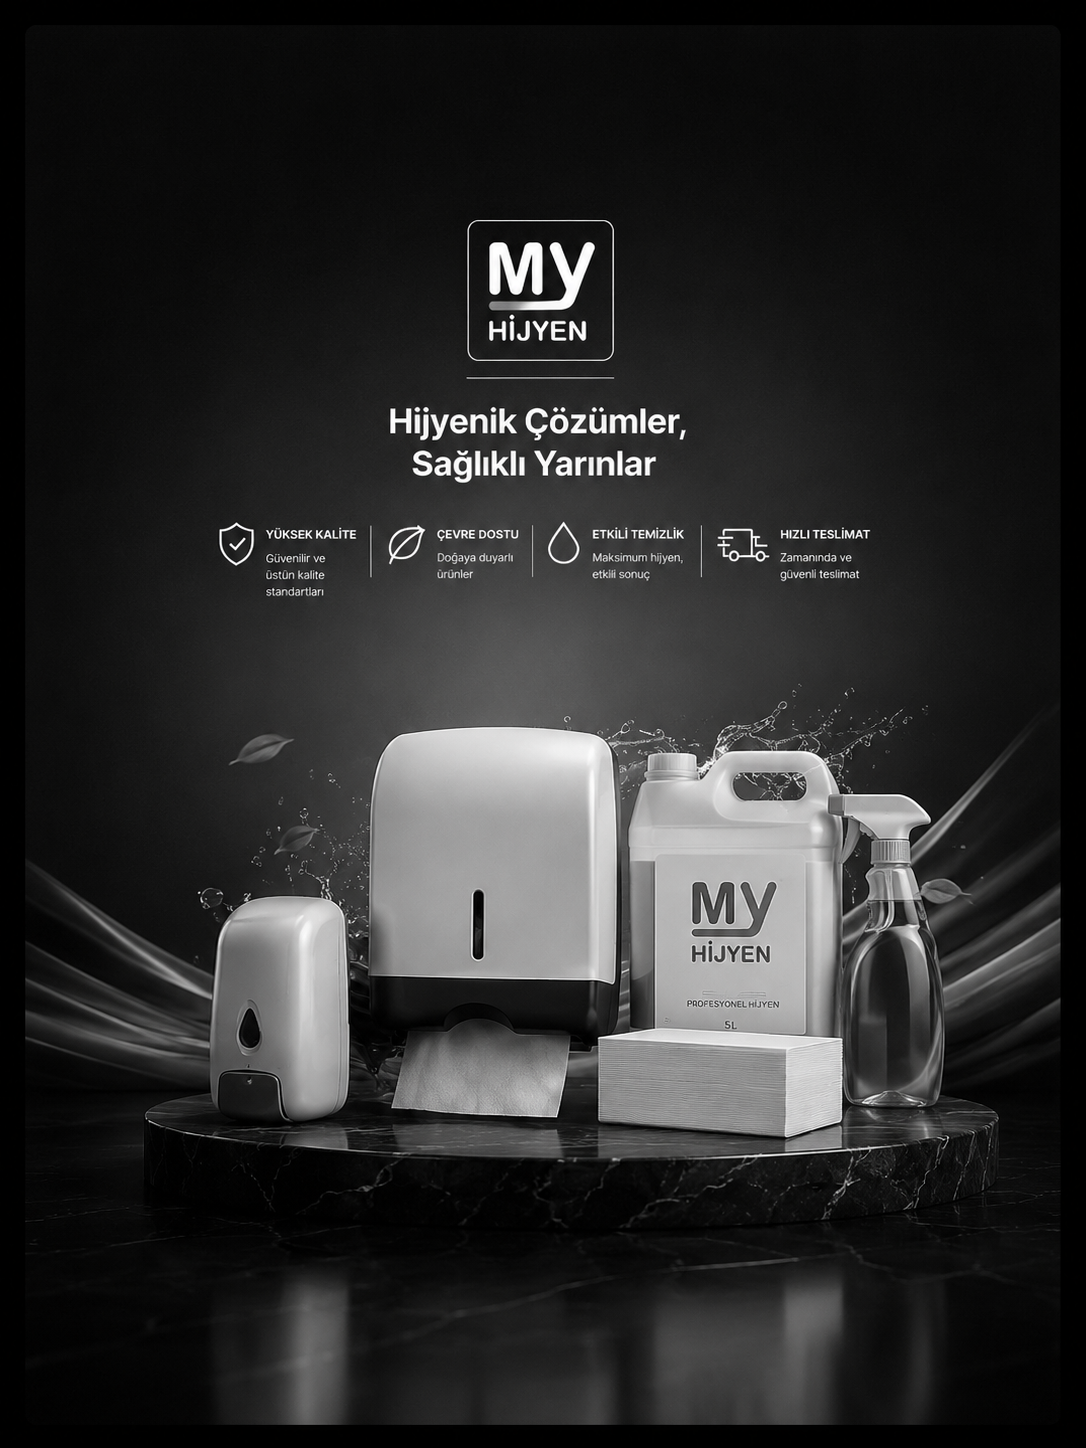 My
HİJYEN
Hijyenik Çözümler,
Sağlıklı Yarınlar
YÜKSEK KALİTE
Güvenilir ve
üstün kalite
standartları
ÇEVRE DOSTU
Doğaya duyarlı
ürünler
ETKİLİ TEMİZLİK
Maksimum hijyen,
etkili sonuç
HIZLI TESLİMAT
Zamanında ve
güvenli teslimat
My
HİJYEN
PROFESYONEL HİJYEN
5L